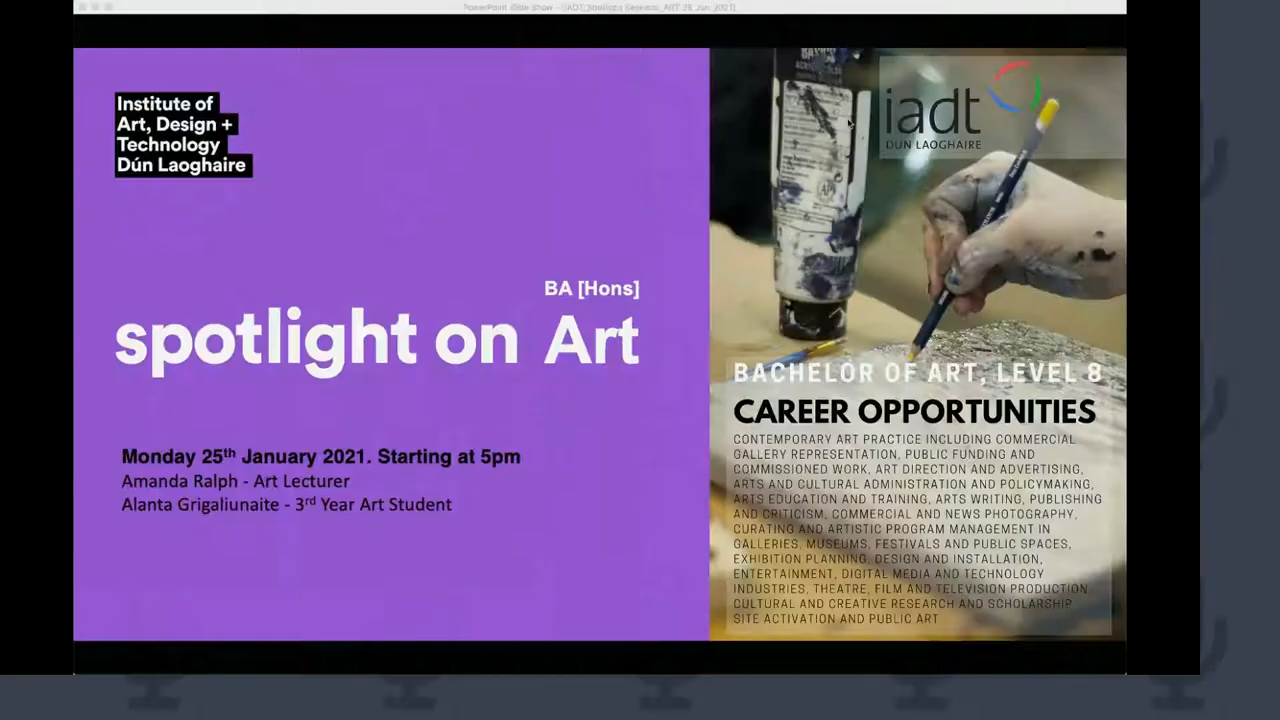 Institute of
Art, Design +
Technology
Dún Laoghaire
BA [Hons]
spotlight on Art
Monday 25th January 2021. Starting at 5pm
Amanda Ralph - Art Lecturer
Alanta Grigaliunaite - 3rd Year Art Student
BASICS
iadt
DÚN LAOGHAIRE
BACHELOR OF ART, LEVEL 8
CAREER OPPORTUNITIES
CONTEMPORARY ART PRACTICE INCLUDING COMMERCIAL
GALLERY REPRESENTATION, PUBLIC FUNDING AND
COMMISSIONED WORK, ART DIRECTION AND ADVERTISING,
ARTS AND CULTURAL ADMINISTRATION AND POLICYMAKING,
ARTS EDUCATION AND TRAINING, ARTS WRITING, PUBLISHING
AND CRITICISM, COMMERCIAL AND NEWS PHOTOGRAPHY,
CURATING AND ARTISTIC PROGRAM MANAGEMENT IN
GALLERIES, MUSEUMS, FESTIVALS AND PUBLIC SPACES,
EXHIBITION PLANNING, DESIGN AND INSTALLATION,
ENTERTAINMENT, DIGITAL MEDIA AND TECHNOLOGY
INDUSTRIES, THEATRE, FILM AND TELEVISION PRODUCTION
CULTURAL AND CREATIVE RESEARCH AND SCHOLARSHIP
SITE ACTIVATION AND PUBLIC ART